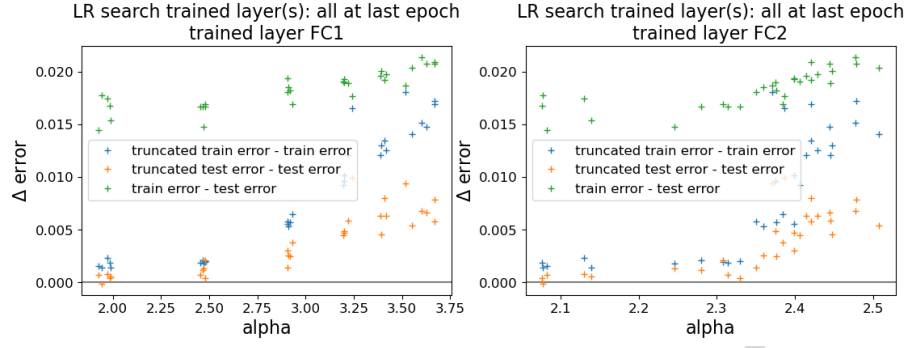 LR search trained layer(s): all at last epoch
trained layer FC1
Δ error
0.020
0.015
0.010
0.005
0.000
truncated train error - train error
truncated test error - test error
train error - test error
2.00 2.25 2.50 2.75 3.00 3.25 3.50 3.75
alpha
LR search trained layer(s): all at last epoch
trained layer FC2
Δ error
0.020
0.015
0.010
0.005
0.000
truncated train error - train error
truncated test error - test error
train error - test error
2.1 2.2 2.3 2.4 2.5
alpha